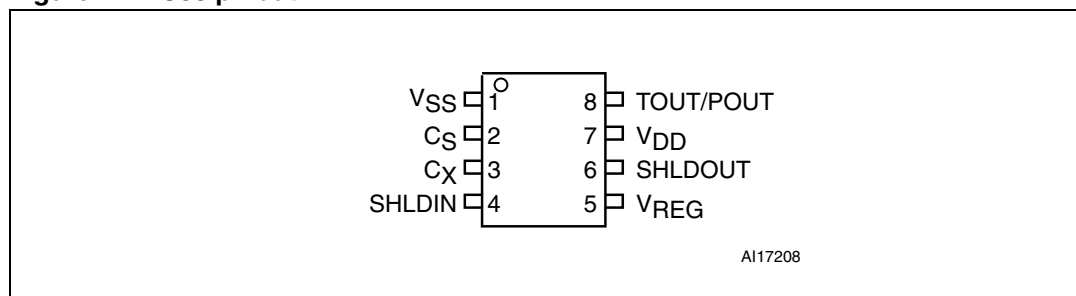 VSS 1 8 TOUT/POUT
CS 2 7 VDD
CX 3 6 SHLDOUT
SHLDIN 4 5 VREG
AI17208